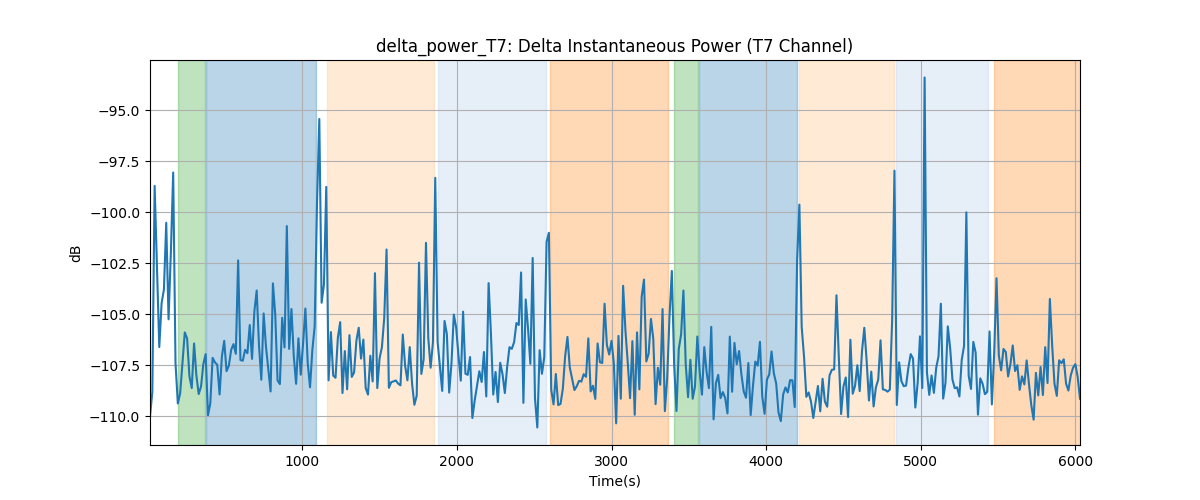 delta_power_T7: Delta Instantaneous Power (T7 Channel)
−95.0
−97.5
−100.0
−102.5
−105.0
−107.5
−110.0
dB
1000 2000 3000 4000 5000 6000
Time(s)